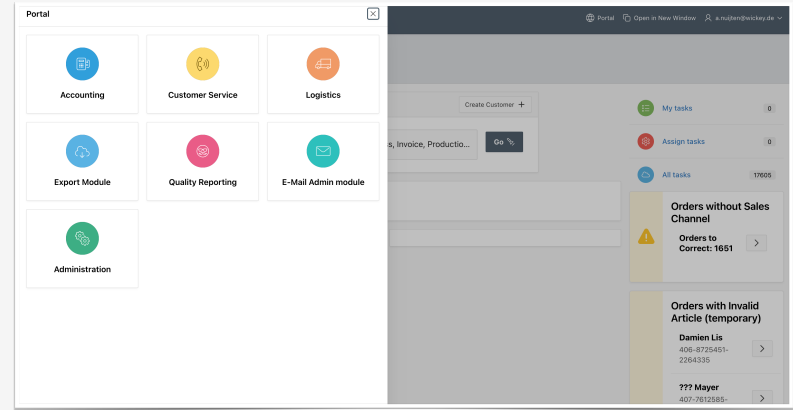 Portal
Portal Open in New Window a.nuijten@wickey.de
Accounting
Customer Service
Logistics
Create Customer +
s, Invoice, Productio...
Go
Export Module
Quality Reporting
E-Mail Admin module
Administration
My tasks 0
Assign tasks 0
All tasks 17605
Orders without Sales
Channel
Orders to
Correct: 1651
Orders with Invalid
Article (temporary)
Damien Lis
406-8725451-
2264335
??? Mayer
407-7612585-